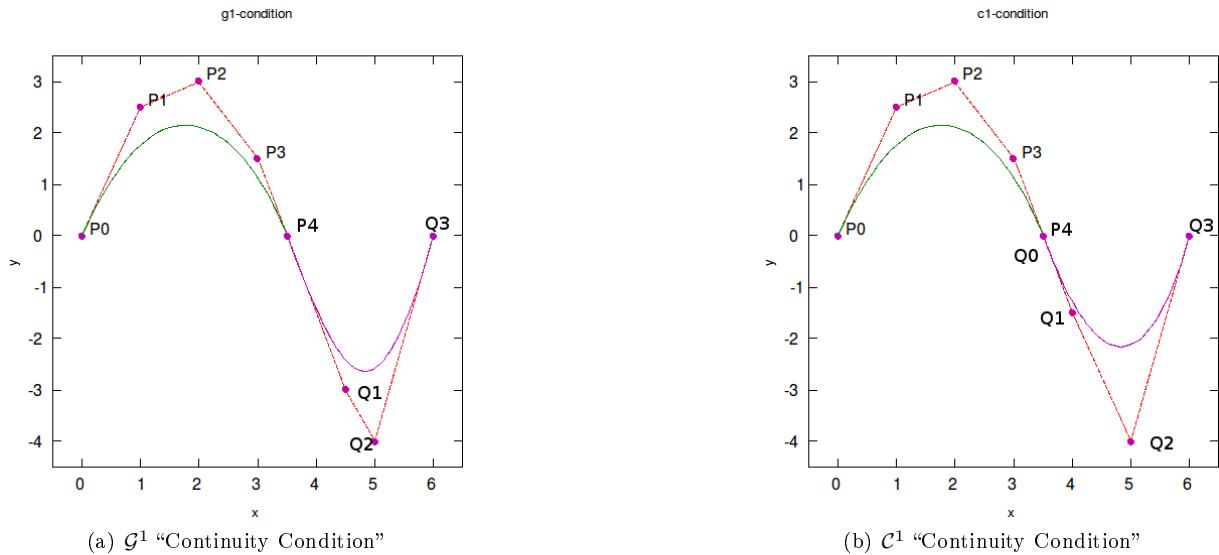 g1-condition
3
2
1
0
-1
-2
-3
-4
y
P0
P1
P2
P3
P4
Q1
Q2
Q3
0 1 2 3 4 5 6
x
(a) 𝒢¹ “Continuity Condition”
c1-condition
3
2
1
0
-1
-2
-3
-4
y
P0
P1
P2
P3
P4
Q0
Q1
Q2
Q3
0 1 2 3 4 5 6
x
(b) 𝒞¹ “Continuity Condition”